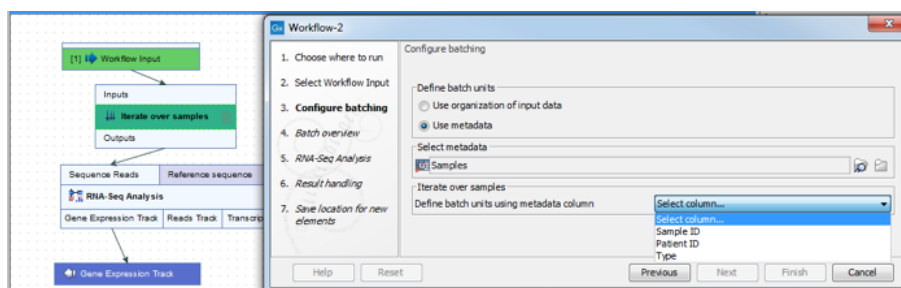 [1] Workflow Input
Inputs
Iterate over samples
Outputs
Sequence Reads
Reference sequence
RNA-Seq Analysis
Gene Expression Track
Reads Track
Gene Expression Track
Gx Workflow-2
1. Choose where to run
2. Select Workflow Input
3. Configure batching
4. Batch overview
5. RNA-Seq Analysis
6. Result handling
7. Save location for new
elements
Configure batching
Define batch units
Use organization of input data
Use metadata
Select metadata
Samples
Iterate over samples
Define batch units using metadata column
Select column...
Select column...
Sample ID
Patient ID
Type
Help
Reset
Previous
Next
Finish
Cancel